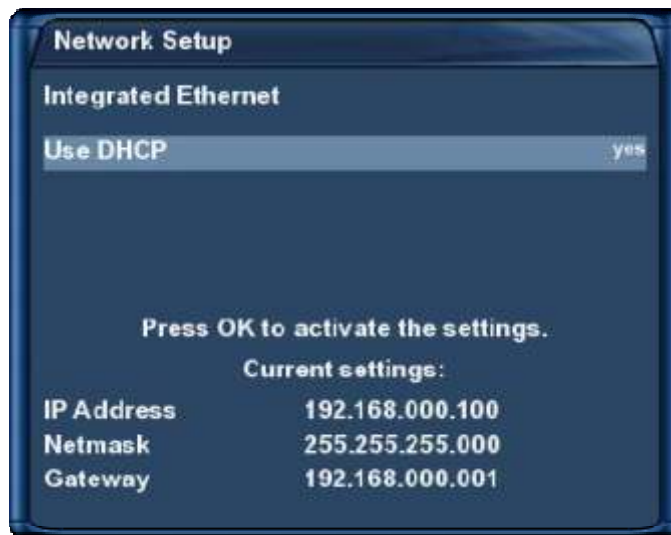 Network Setup
Integrated Ethernet
Use DHCP yes
Press OK to activate the settings.
Current settings:
IP Address 192.168.000.100
Netmask 255.255.255.000
Gateway 192.168.000.001